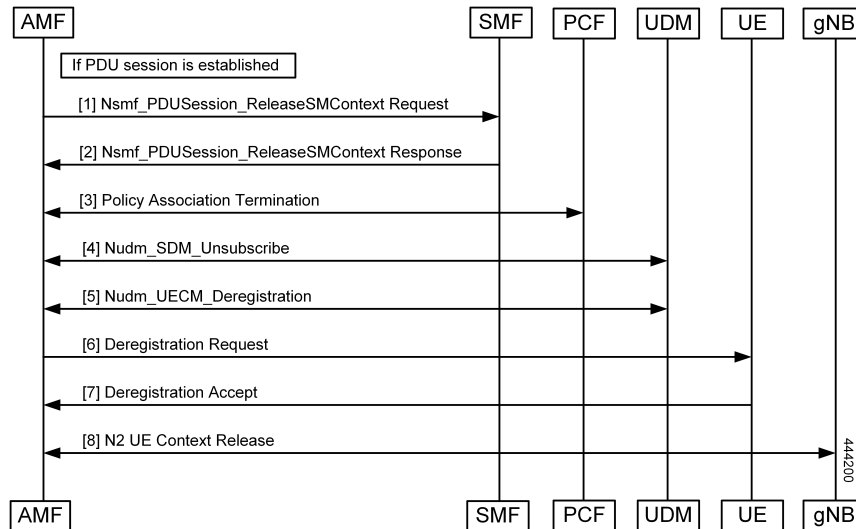 AMF SMF PCF UDM UE gNB
If PDU session is established
[1] Nsmf_PDUSession_ReleaseSMContext Request
[2] Nsmf_PDUSession_ReleaseSMContext Response
[3] Policy Association Termination
[4] Nudm_SDM_Unsubscribe
[5] Nudm_UECM_Deregistration
[6] Deregistration Request
[7] Deregistration Accept
[8] N2 UE Context Release
444200
AMF SMF PCF UDM UE gNB